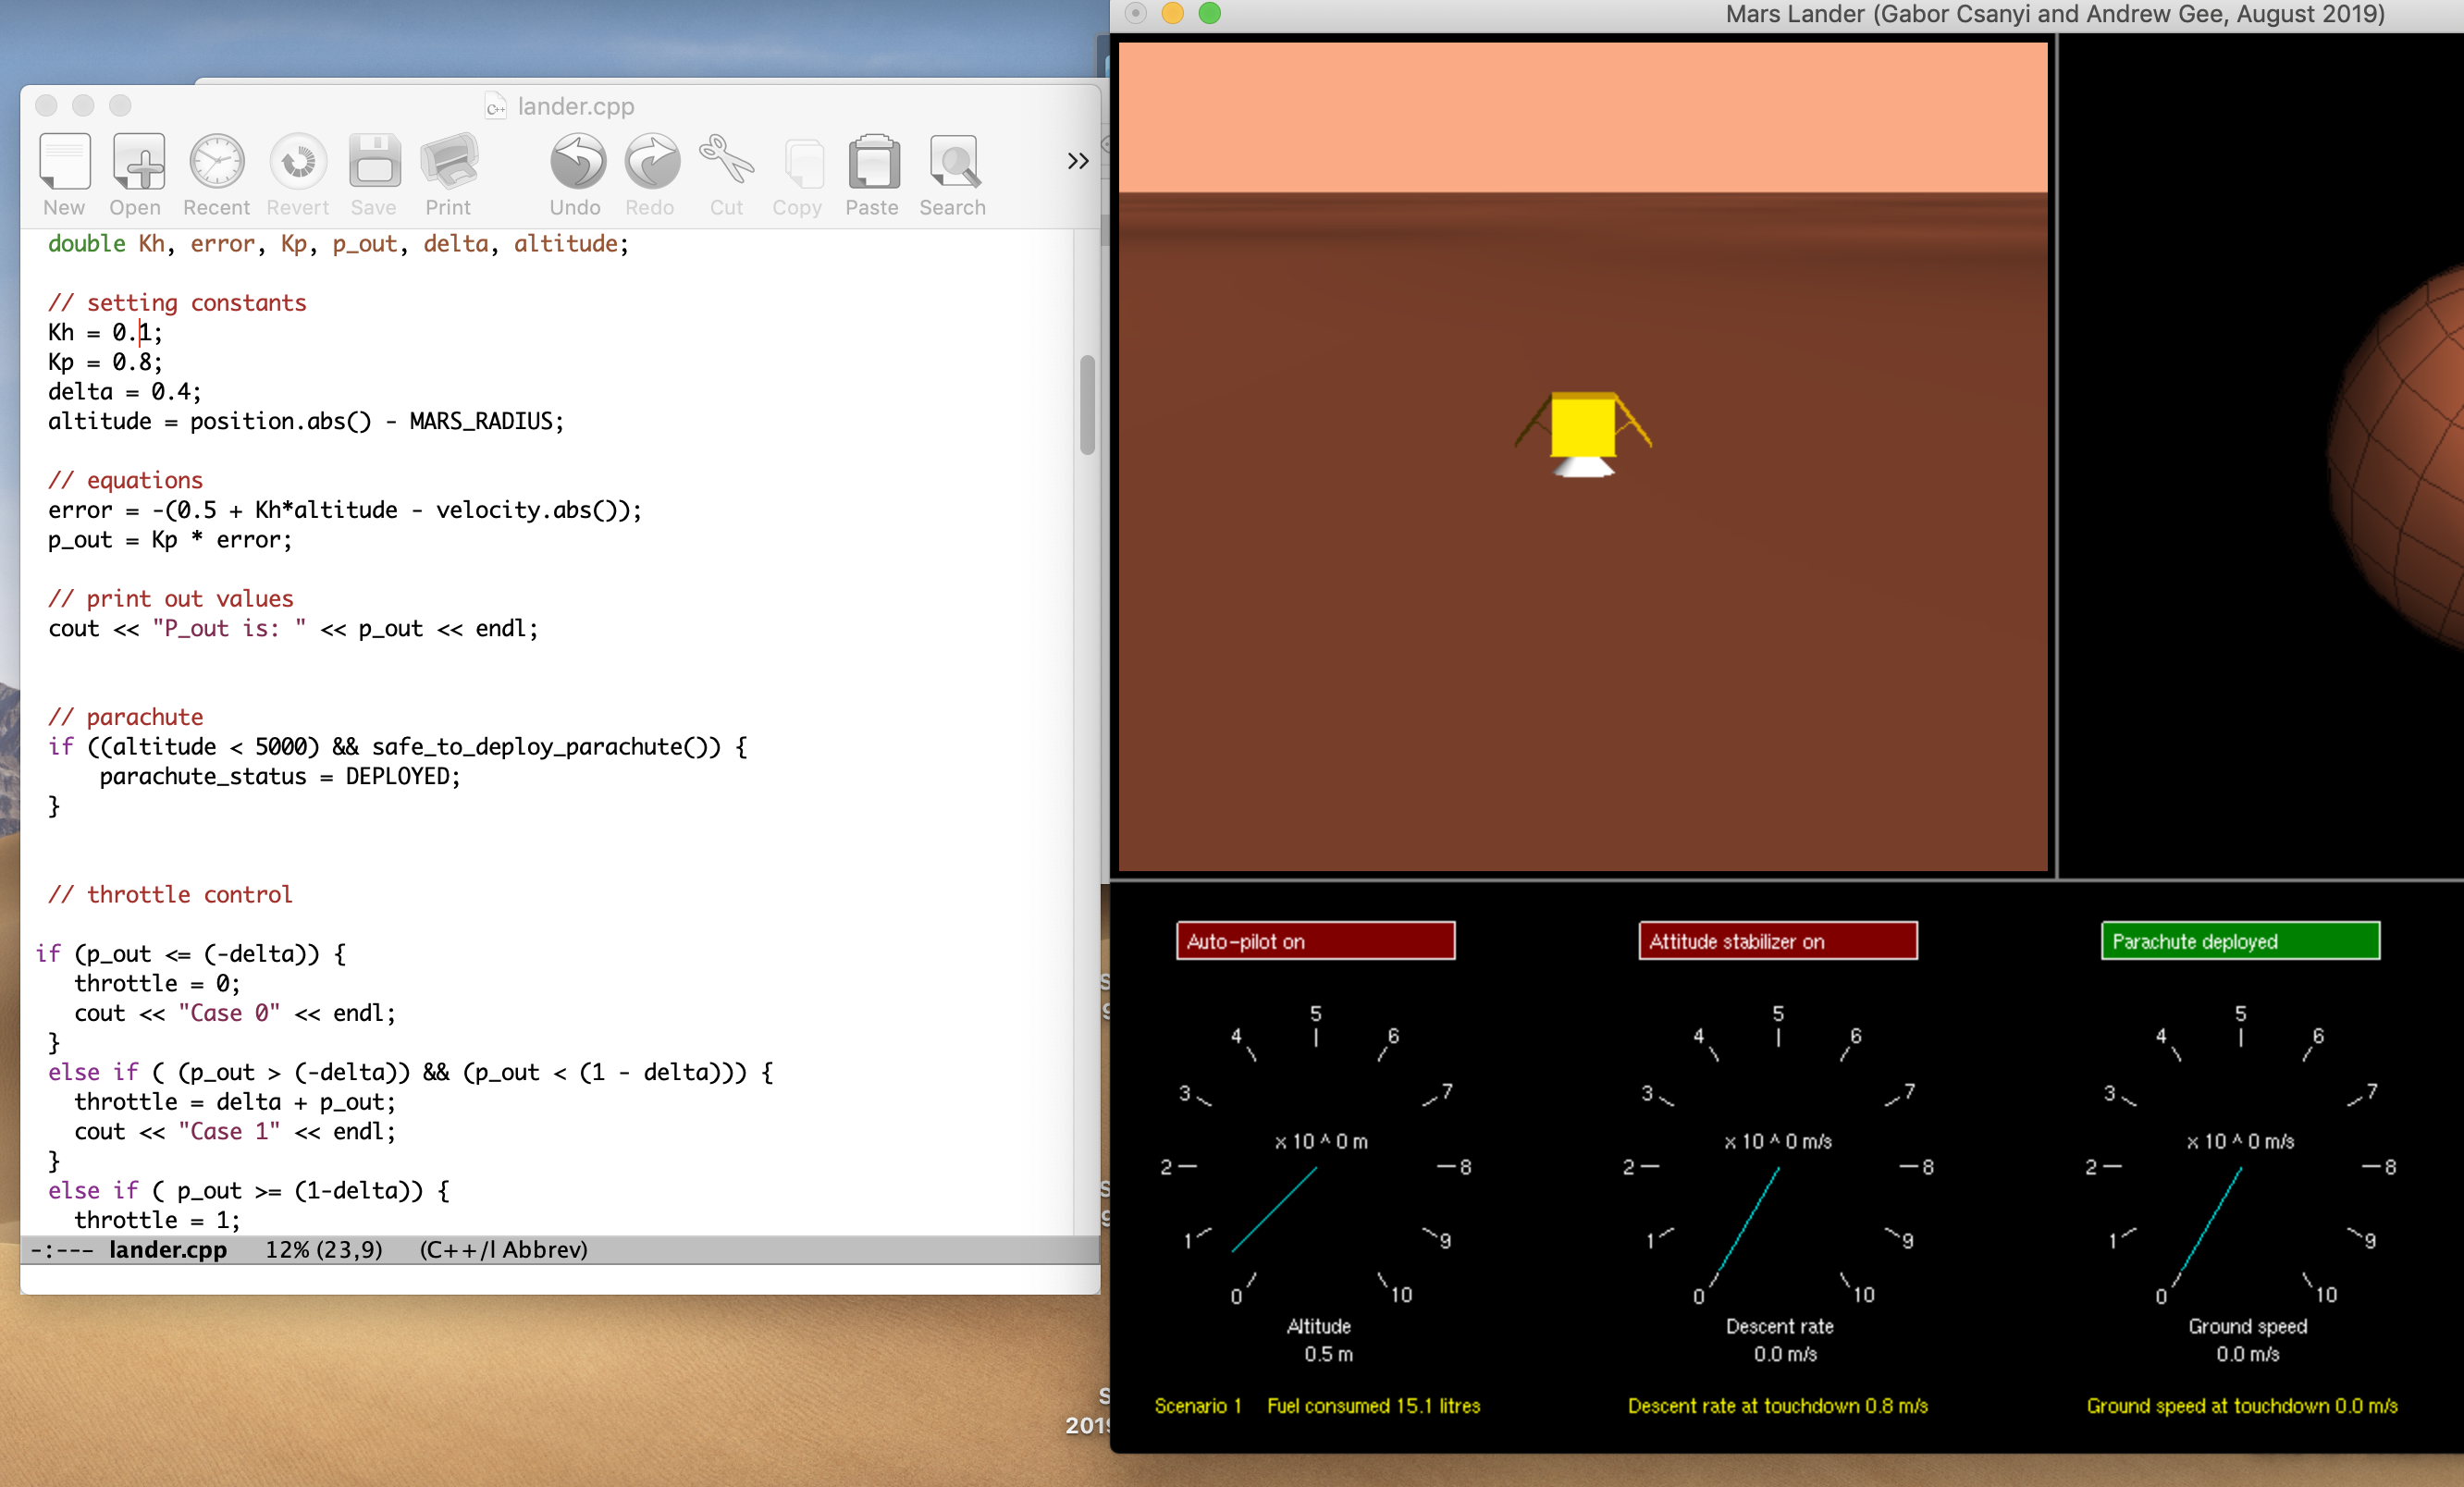 lander.cpp
New Open Recent Revert Save Print Undo Redo Cut Copy Paste Search
double Kh, error, Kp, p_out, delta, altitude;
// setting constants
Kh = 0.1;
Kp = 0.8;
delta = 0.4;
altitude = position.abs() - MARS_RADIUS;
// equations
error = -(0.5 + Kh*altitude - velocity.abs());
p_out = Kp * error;
// print out values
cout << "P_out is: " << p_out << endl;
// parachute
if ((altitude < 5000) && safe_to_deploy_parachute()) {
parachute_status = DEPLOYED;
}
// throttle control
if (p_out <= (-delta)) {
throttle = 0;
cout << "Case 0" << endl;
}
else if ( (p_out > (-delta)) && (p_out < (1 - delta))) {
throttle = delta + p_out;
cout << "Case 1" << endl;
}
else if ( p_out >= (1-delta)) {
throttle = 1;
-:--- lander.cpp 12% (23,9) (C++/l Abbrev)
Mars Lander (Gabor Csanyi and Andrew Gee, August 2019)
Auto-pilot on
0 1 2 3 4 5 6 7 8 9 10
x 10 ^ 0 m
Altitude
0.5 m
Attitude stabilizer on
0 1 2 3 4 5 6 7 8 9 10
x 10 ^ 0 m/s
Descent rate
0.0 m/s
Parachute deployed
0 1 2 3 4 5 6 7 8 9 10
x 10 ^ 0 m/s
Ground speed
0.0 m/s
Scenario 1 Fuel consumed 15.1 litres
Descent rate at touchdown 0.8 m/s
Ground speed at touchdown 0.0 m/s